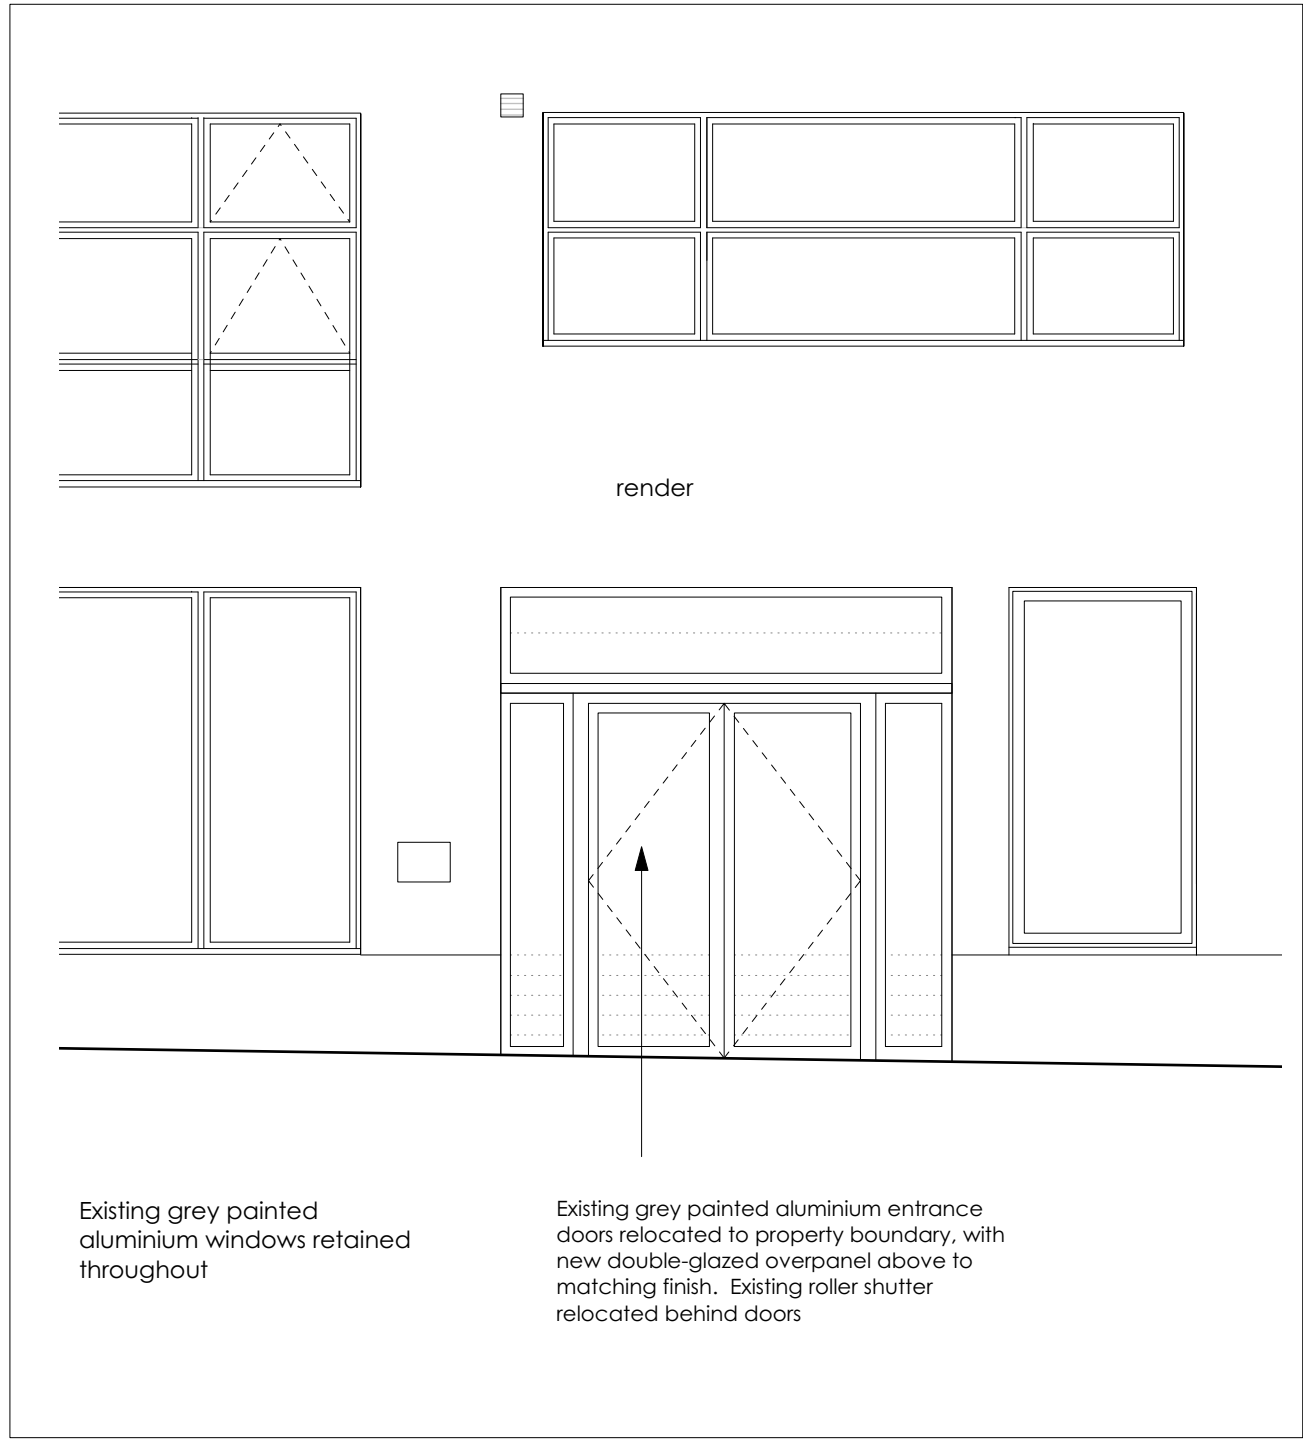 render
Existing grey painted
aluminium windows retained
throughout
Existing grey painted aluminium entrance
doors relocated to property boundary, with
new double-glazed overpanel above to
matching finish.  Existing roller shutter
relocated behind doors